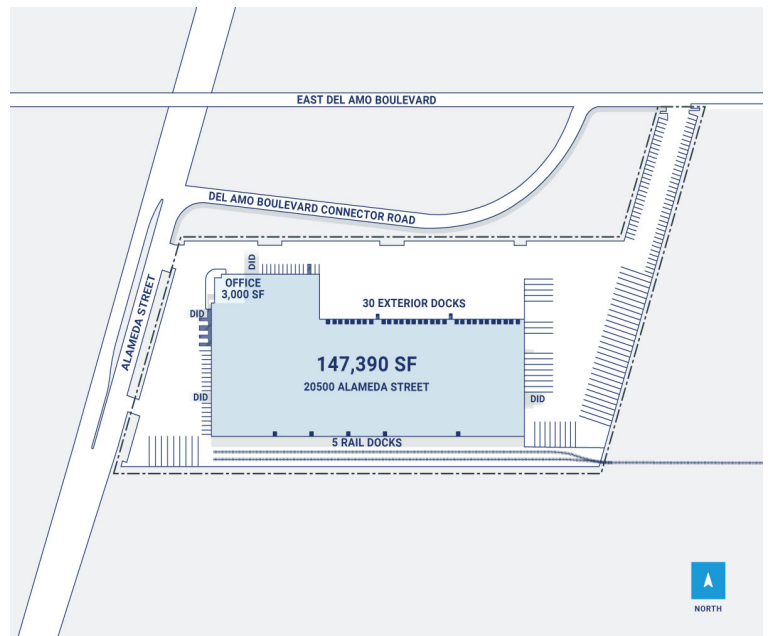 EAST DEL AMO BOULEVARD
DEL AMO BOULEVARD CONNECTOR ROAD
ALAMEDA STREET
DID
OFFICE
3,000 SF
DID
30 EXTERIOR DOCKS
147,390 SF
20500 ALAMEDA STREET
DID
DID
5 RAIL DOCKS
NORTH